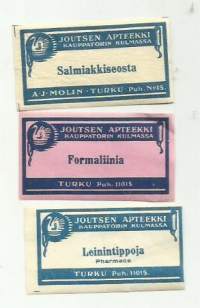 JOUTSEN APTEEKKI
KAUPPATORIN KULMASSA
Salmiakkiseosta
A·J·MOLIN · TURKU Puh. No 15.
JOUTSEN APTEEKKI
KAUPPATORIN KULMASSA
Formaliinia
TURKU Puh. 11015.
JOUTSEN APTEEKKI
KAUPPATORIN KULMASSA
Leinintippoja
TURKU Puh. 11015.